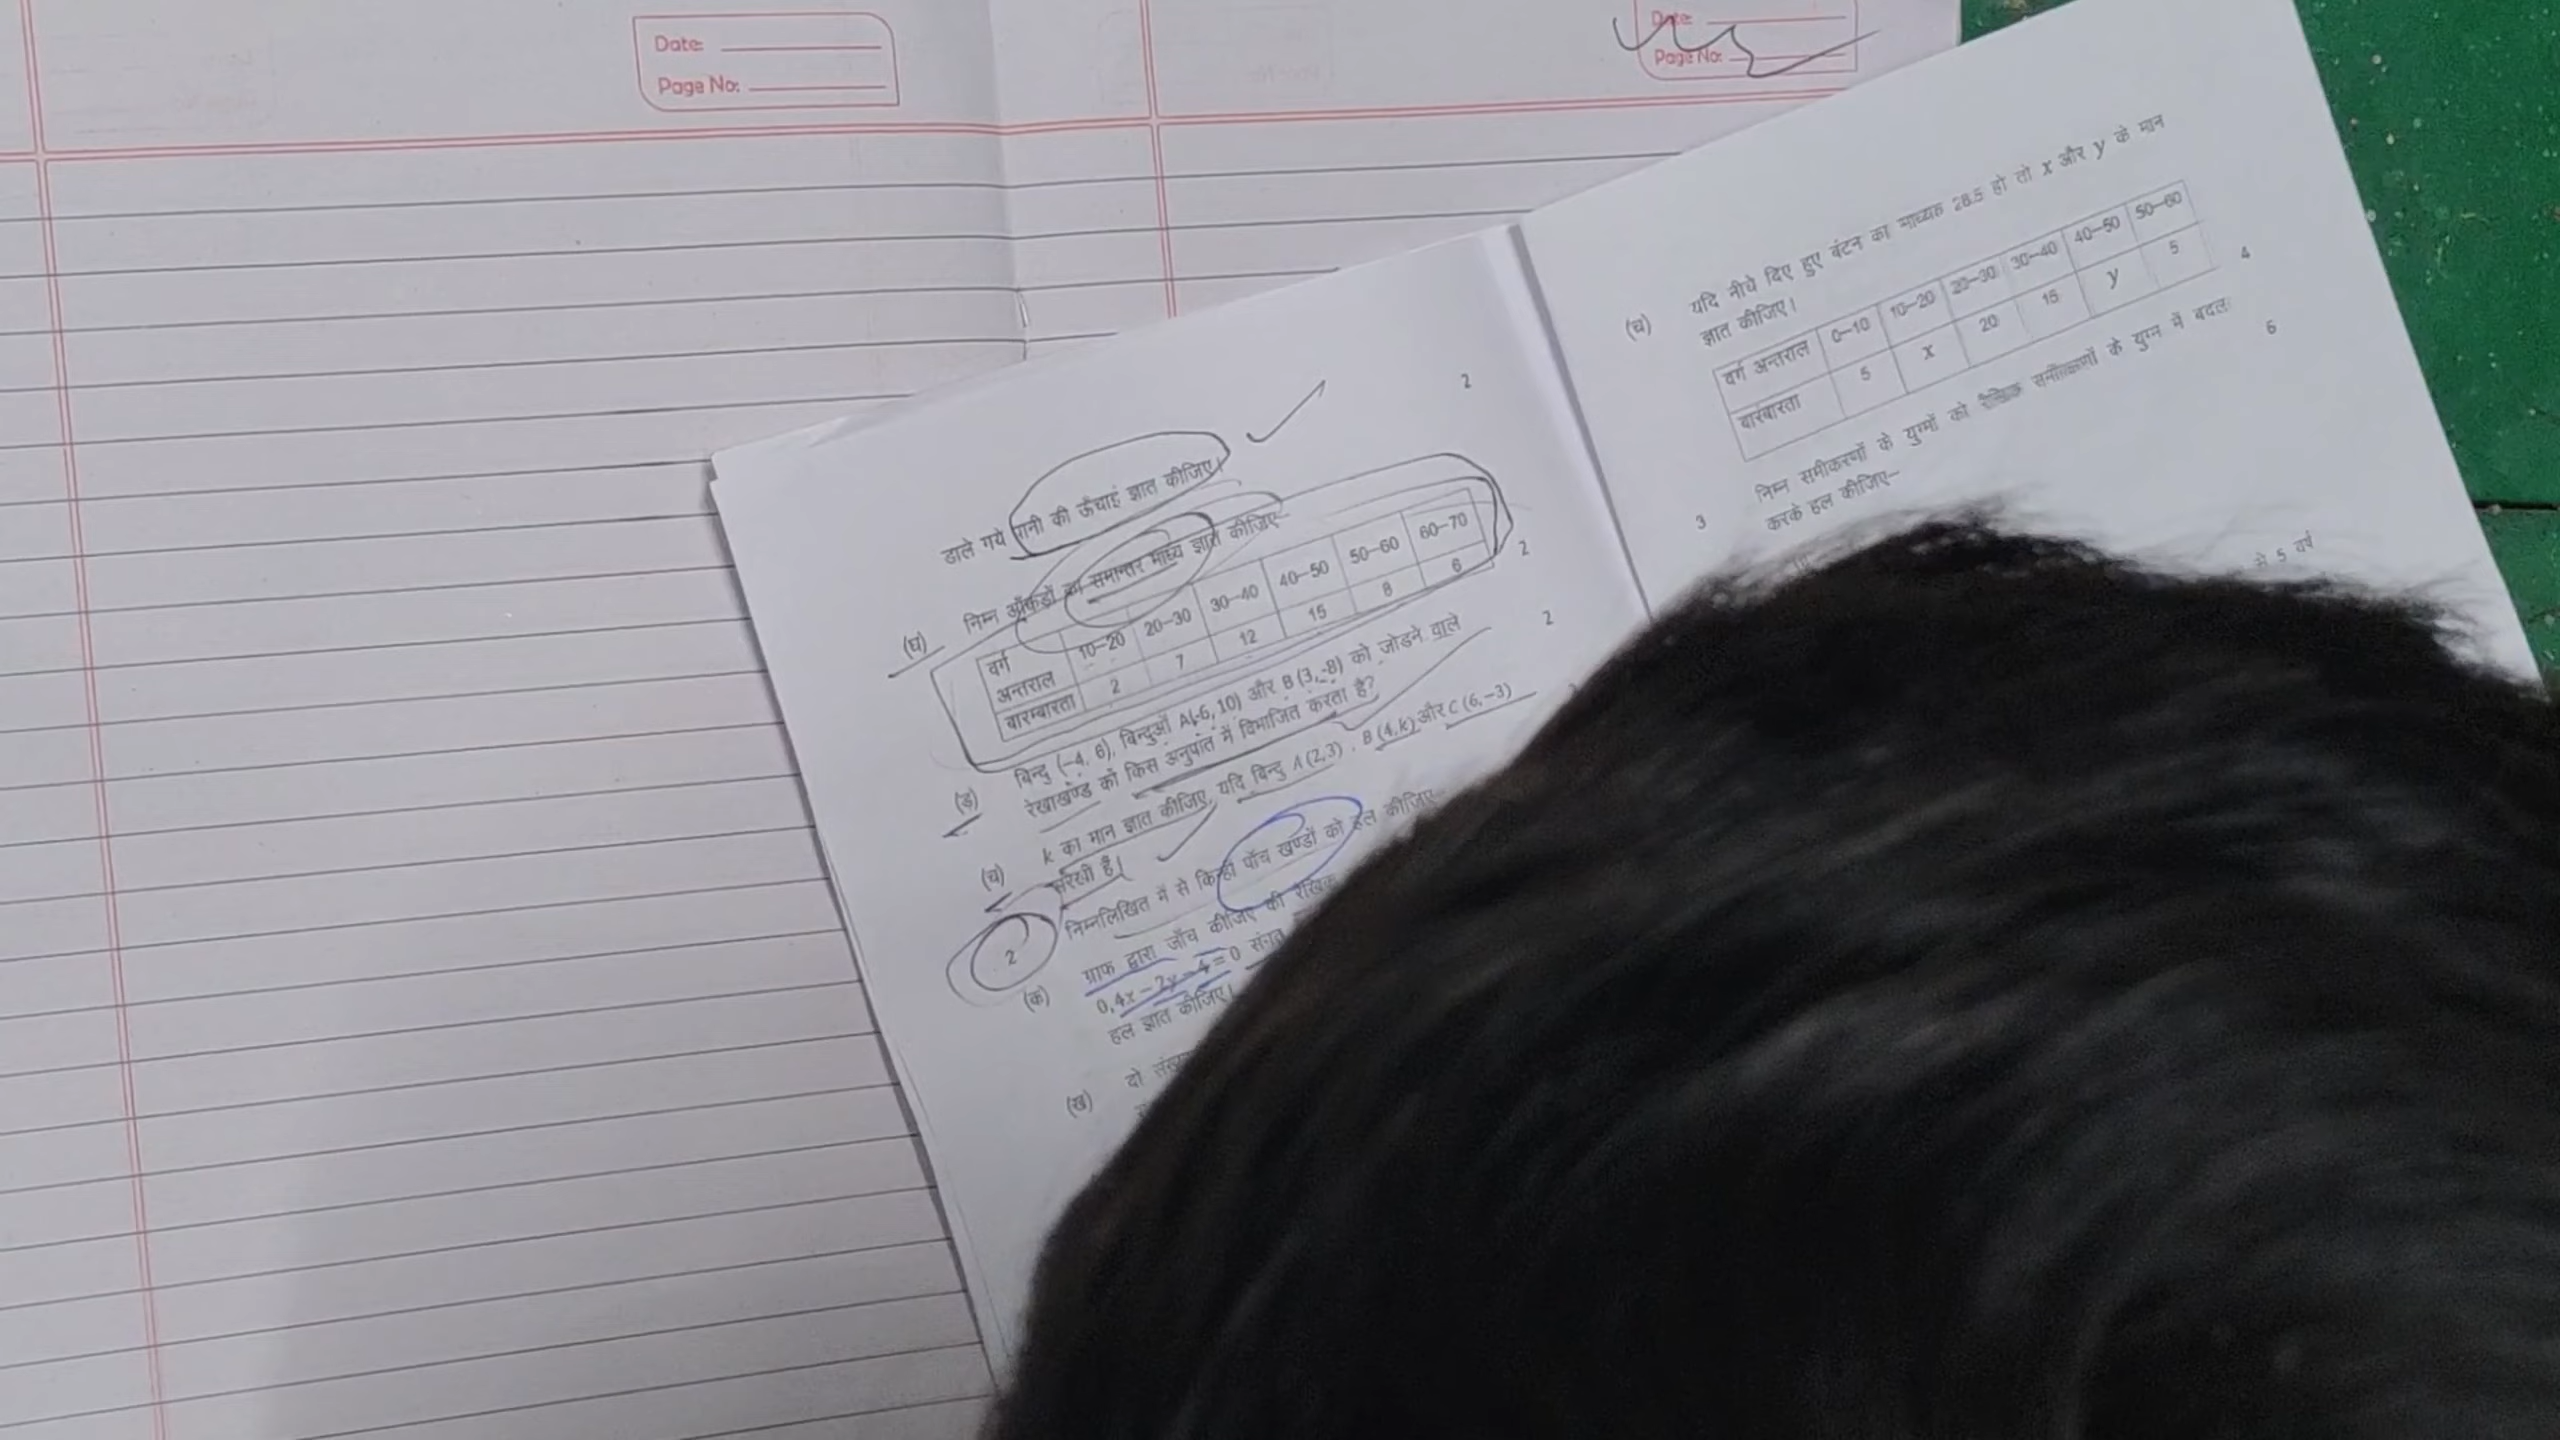 Date:
Page No:
Date:
Page No:
2
डाले गये पानी की ऊँचाई ज्ञात कीजिए।
(घ) निम्न आँकडों का समान्तर माध्य ज्ञात कीजिए-
वर्ग अन्तराल 10-20 20-30 30-40 40-50 50-60 60-70
बारम्बारता 2 7 12 15 8 6
2
(ड) बिन्दु (-4, 6), बिन्दुओं A(-6, 10) और B (3,-8) को जोडने वाले
रेखाखण्ड को किस अनुपात में विभाजित करता है?
2
(च) k का मान ज्ञात कीजिए, यदि बिन्दु A (2,3), B (4,k) और C (6,-3)
संरेखी हैं।
2 निम्नलिखित में से किन्हीं पाँच खण्डों को हल कीजिए-
(क) ग्राफ द्वारा जाँच कीजिए की रैखिक
0, 4x - 2y - 4 = 0 संगत
हल ज्ञात कीजिए।
(ख) दो
(च) यदि नीचे दिए हुए बंटन का माध्यक 28.5 हो तो x और y के मान
ज्ञात कीजिए।
4
वर्ग अन्तराल 0-10 10-20 20-30 30-40 40-50 50-60
बारंबारता 5 x 20 15 y 5
3 निम्न समीकरणों के युग्मों को रैखिक समीकरणों के युग्म में बदल
करके हल कीजिए-
6
से 5 वर्ष